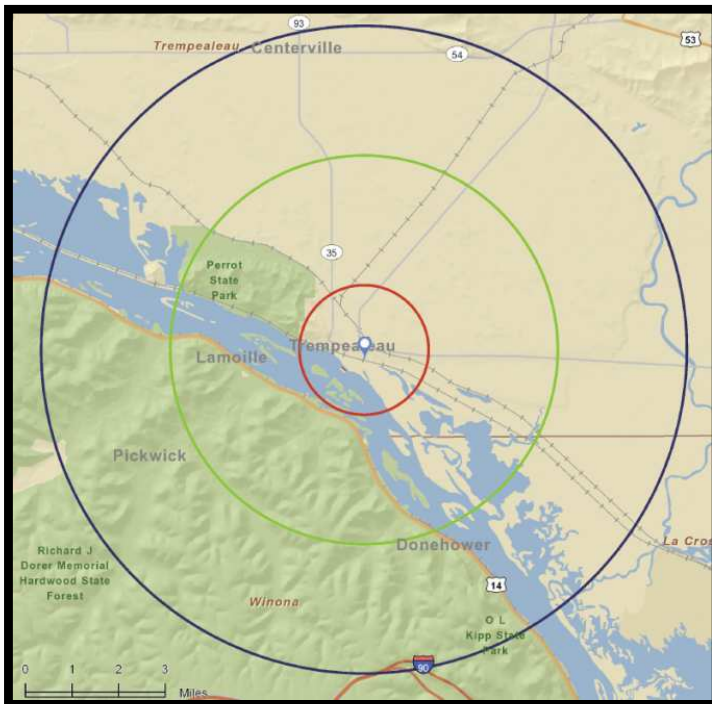 93
Trempealeau
Centerville
53
54
35
Perrot
State
Park
Trempealeau
Lamoille
Pickwick
Donehower
La Cros
Richard J
Dorer Memorial
Hardwood State
Forest
14
Winona
O L
Kipp State
Park
90
0 1 2 3
Miles